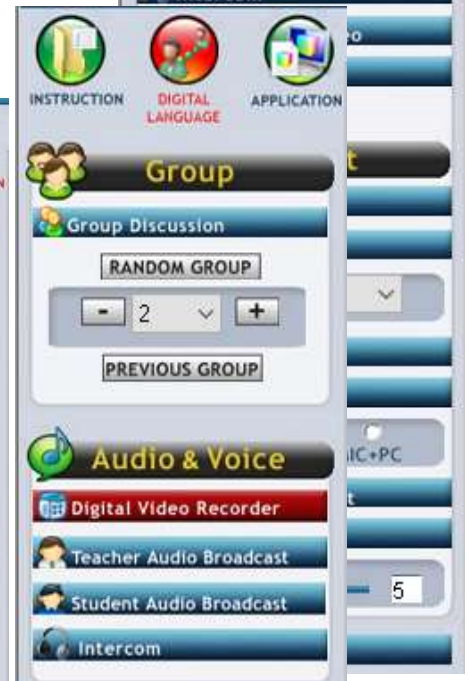 INSTRUCTION
DIGITAL LANGUAGE
APPLICATION
Group
Group Discussion
RANDOM GROUP
- 2 +
PREVIOUS GROUP
Audio & Voice
Digital Video Recorder
Teacher Audio Broadcast
Student Audio Broadcast
Intercom
+PC
5